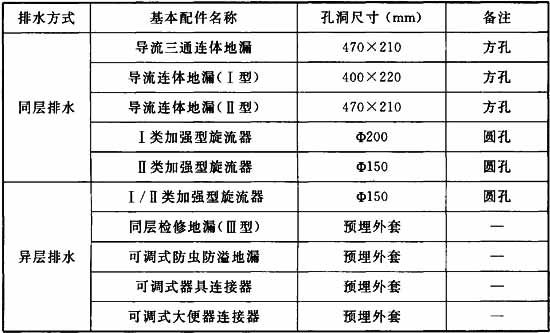 排水方式 基本配件名称 孔洞尺寸(mm) 备注
导流三通连体地漏 470×210 方孔
导流连体地漏(Ⅰ型) 400×220 方孔
导流连体地漏(Ⅱ型) 470×210 方孔
同层排水
Ⅰ类加强型旋流器 Φ200 圆孔
Ⅱ类加强型旋流器 Φ150 圆孔
Ⅰ/Ⅱ类加强型旋流器 Φ150 圆孔
同层检修地漏(Ⅲ型) 预埋外套 —
异层排水 可调式防虫防溢地漏 预埋外套 —
可调式器具连接器 预埋外套 —
可调式大便器连接器 预埋外套 —